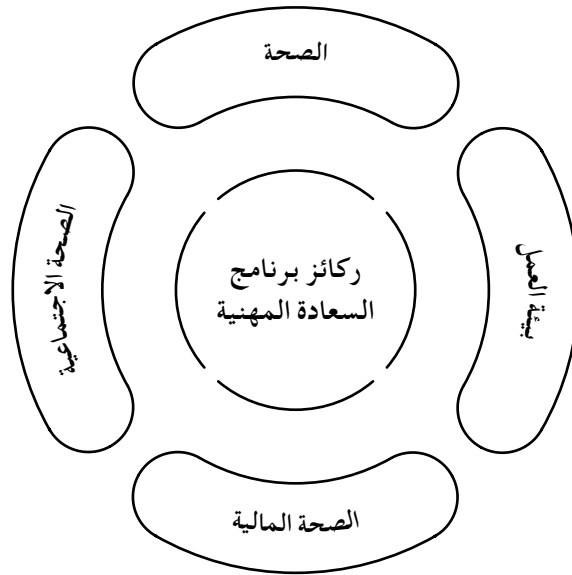 الصحة
بيئة العمل
ركائز برنامج
السعادة المهنية
الصحة الاجتماعية
الصحة المالية